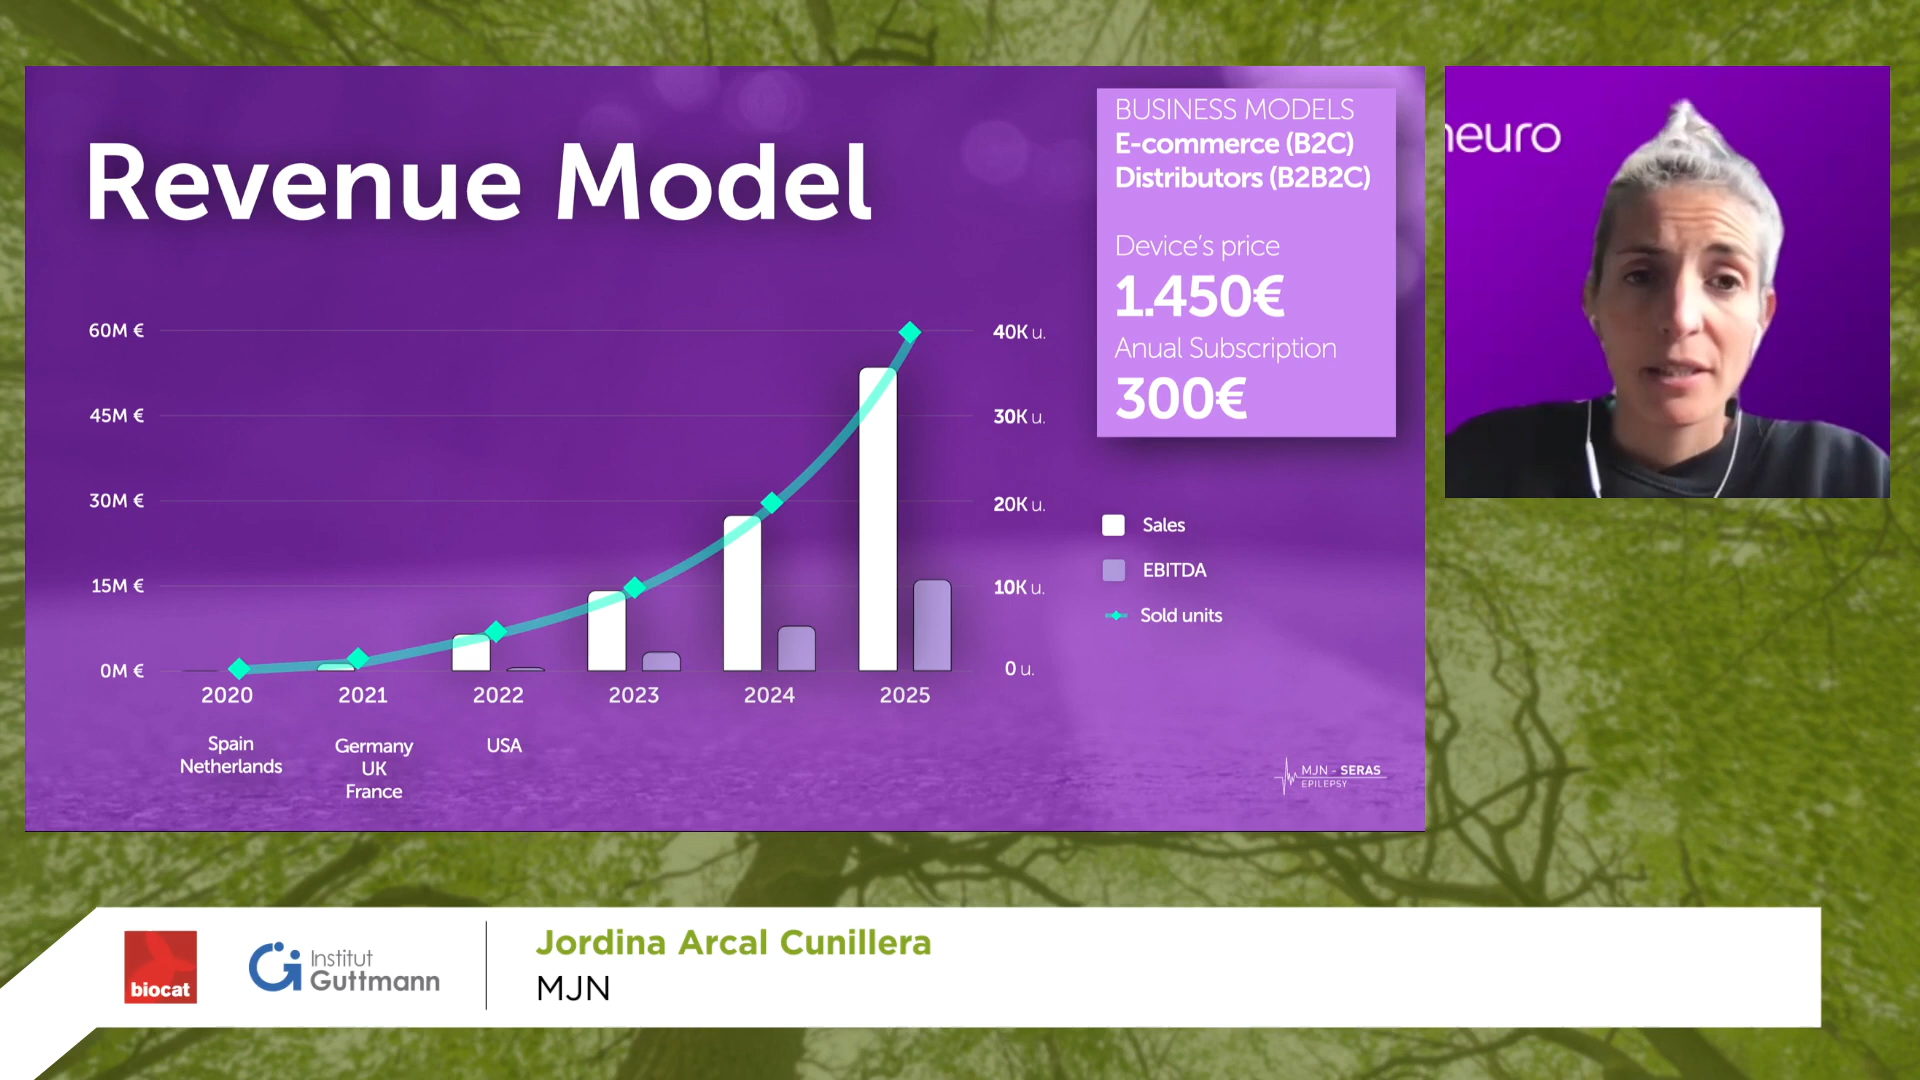 Revenue Model
60M €
45M €
30M €
15M €
0M €
40K u.
30K u.
20K u.
10K u.
0 u.
2020
2021
2022
2023
2024
2025
Spain
Netherlands
Germany
UK
France
USA
BUSINESS MODELS
E-commerce (B2C)
Distributors (B2B2C)
Device's price
1.450€
Anual Subscription
300€
Sales
EBITDA
Sold units
MJN - SERAS
EPILEPSY
neuro
biocat
Institut
Guttmann
Jordina Arcal Cunillera
MJN